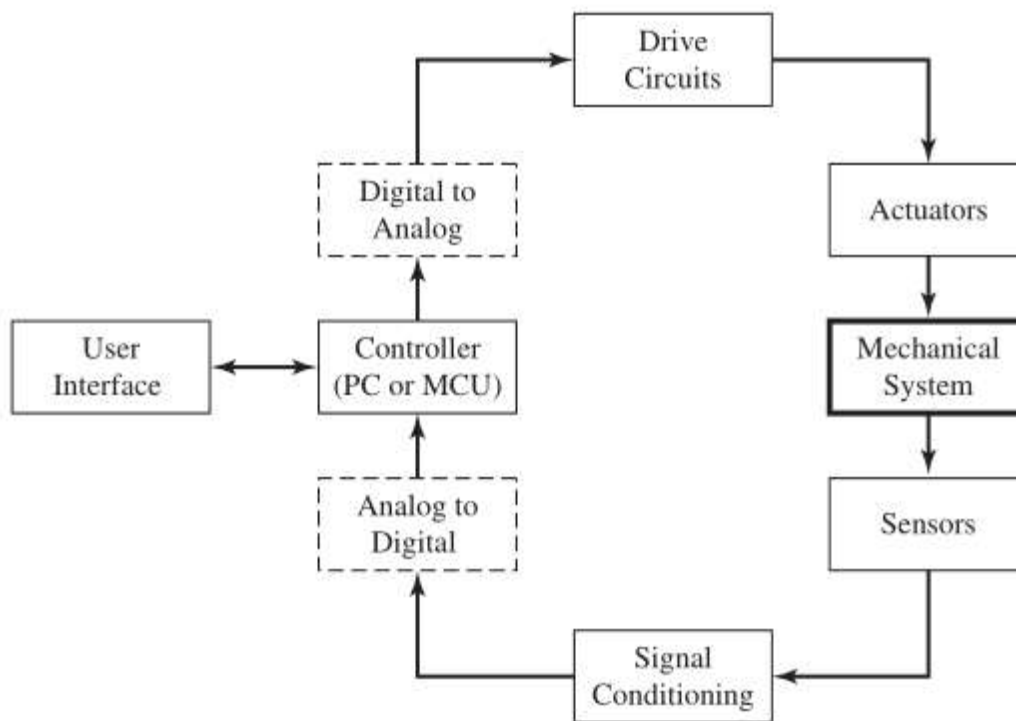 Drive
Circuits
Digital to
Analog
Actuators
User
Interface
Controller
(PC or MCU)
Mechanical
System
Analog to
Digital
Sensors
Signal
Conditioning